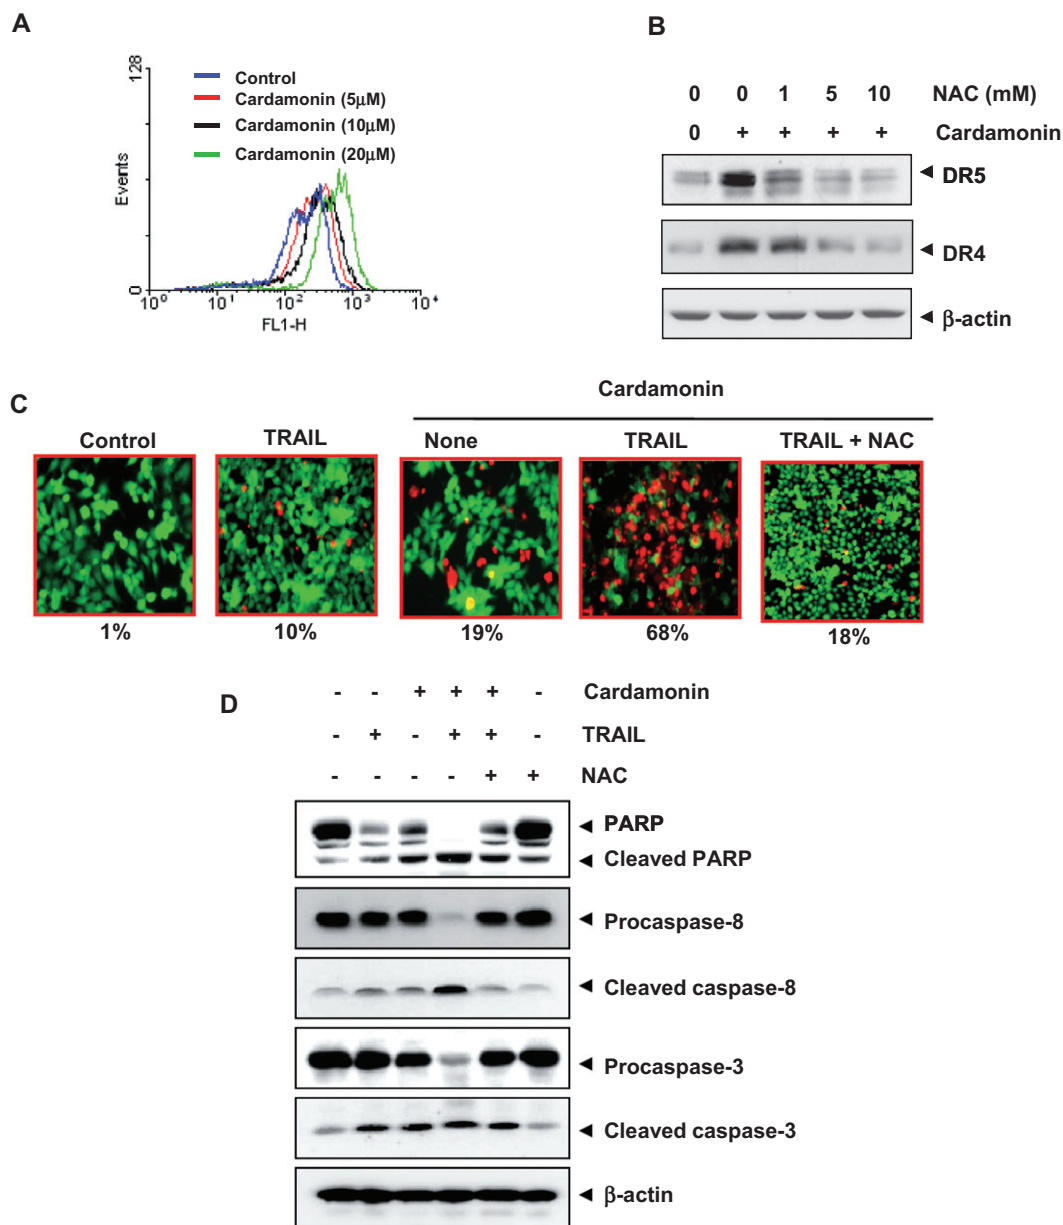 A
128
Events
0
Control
Cardamonin (5μM)
Cardamonin (10μM)
Cardamonin (20μM)
10⁰ 10¹ 10² 10³ 10⁴
FL1-H
B
0 0 1 5 10 NAC (mM)
0 + + + + Cardamonin
DR5
DR4
β-actin
C
Cardamonin
Control TRAIL None TRAIL TRAIL + NAC
1% 10% 19% 68% 18%
D
- - + + + - Cardamonin
- + - + + - TRAIL
- - - - + + NAC
PARP
Cleaved PARP
Procaspase-8
Cleaved caspase-8
Procaspase-3
Cleaved caspase-3
β-actin